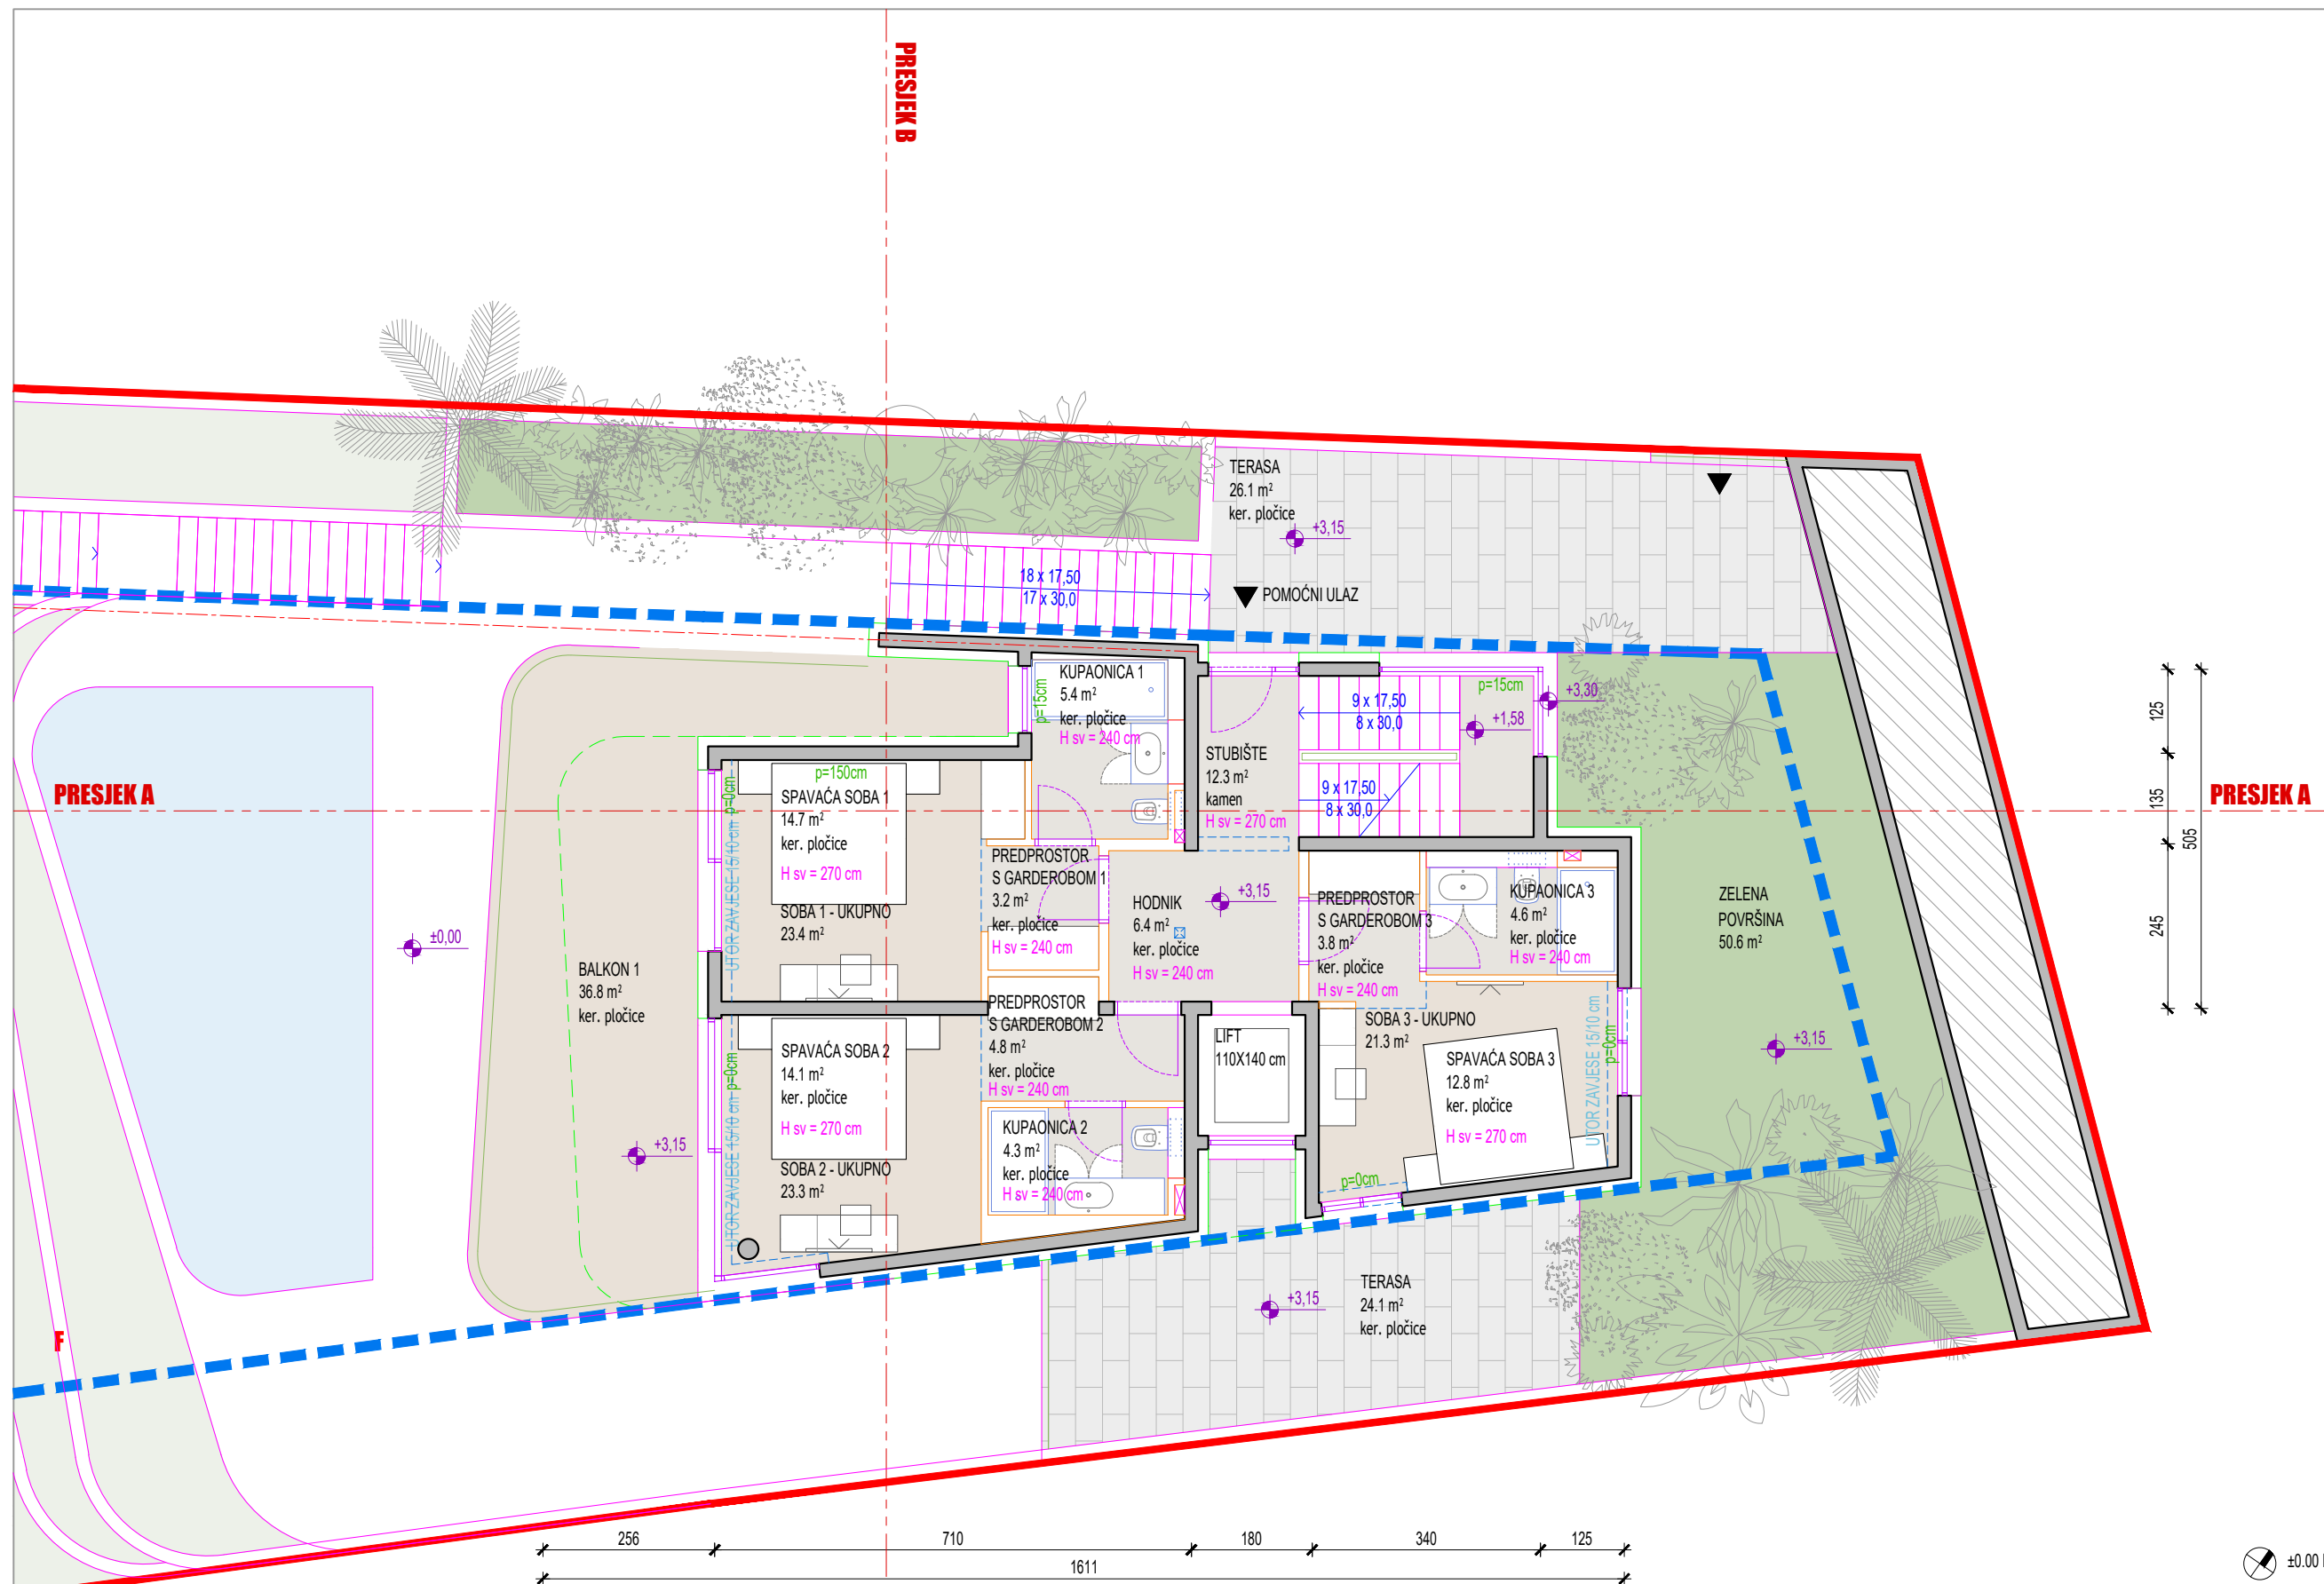 PRESJEK B
TERASA
26.1 m²
ker. pločice
+3,15
18 x 17,50
17 x 30,0
POMOĆNI ULAZ
KUPAONICA 1
5.4 m²
ker. pločice
H sv = 240 cm
p=15cm
p=15cm
+3,30
+1,58
9 x 17,50
8 x 30,0
9 x 17,50
8 x 30,0
STUBIŠTE
12.3 m²
kamen
H sv = 270 cm
PRESJEK A
PRESJEK A
125
135
245
505
p=150cm
SPAVAĆA SOBA 1
14.7 m²
ker. pločice
H sv = 270 cm
SOBA 1 - UKUPNO
23.4 m²
UTOR ZAVJESE 15/10 cm
p=0cm
PREDPROSTOR
S GARDEROBOM 1
3.2 m²
ker. pločice
H sv = 240 cm
HODNIK
6.4 m²
ker. pločice
H sv = 240 cm
+3,15
PREDPROSTOR
S GARDEROBOM 3
3.8 m²
ker. pločice
H sv = 240 cm
KUPAONICA 3
4.6 m²
ker. pločice
H sv = 240 cm
ZELENA
POVRŠINA
50.6 m²
+3,15
±0,00
BALKON 1
36.8 m²
ker. pločice
+3,15
SPAVAĆA SOBA 2
14.1 m²
ker. pločice
H sv = 270 cm
SOBA 2 - UKUPNO
23.3 m²
UTOR ZAVJESE 15/10 cm
p=0cm
PREDPROSTOR
S GARDEROBOM 2
4.8 m²
ker. pločice
H sv = 240 cm
KUPAONICA 2
4.3 m²
ker. pločice
H sv = 240 cm
LIFT
110X140 cm
SOBA 3 - UKUPNO
21.3 m²
SPAVAĆA SOBA 3
12.8 m²
ker. pločice
H sv = 270 cm
UTOR ZAVJESE 15/10 cm
p=0cm
p=0cm
TERASA
24.1 m²
ker. pločice
+3,15
F
256
710
180
340
125
1611
±0.00